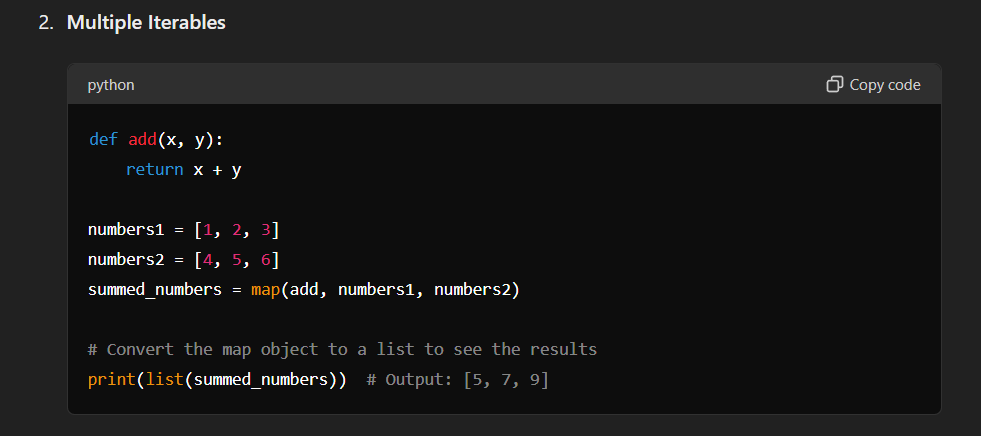 2. Multiple Iterables
python Copy code
def add(x, y):
    return x + y
numbers1 = [1, 2, 3]
numbers2 = [4, 5, 6]
summed_numbers = map(add, numbers1, numbers2)
# Convert the map object to a list to see the results
print(list(summed_numbers))  # Output: [5, 7, 9]